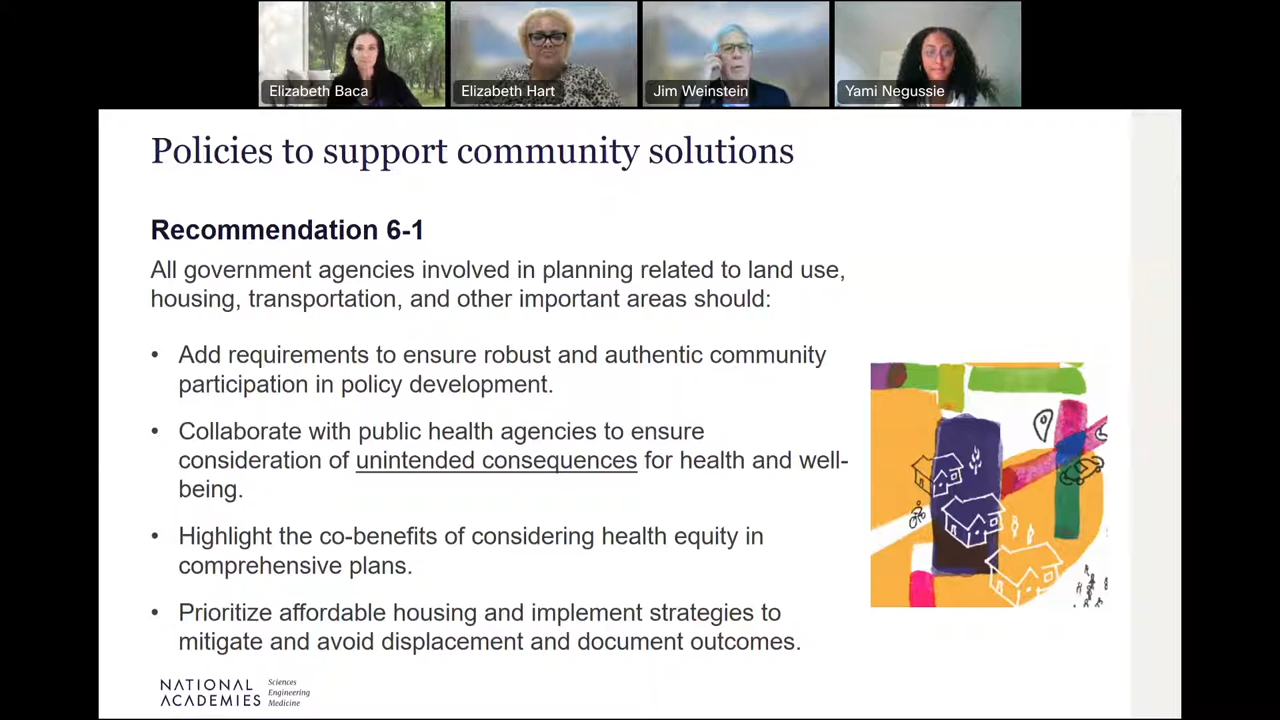 Elizabeth Baca
Elizabeth Hart
Jim Weinstein
Yami Negussie
Policies to support community solutions
Recommendation 6-1
All government agencies involved in planning related to land use,
housing, transportation, and other important areas should:
• Add requirements to ensure robust and authentic community
participation in policy development.
• Collaborate with public health agencies to ensure
consideration of unintended consequences for health and well-
being.
• Highlight the co-benefits of considering health equity in
comprehensive plans.
• Prioritize affordable housing and implement strategies to
mitigate and avoid displacement and document outcomes.
NATIONAL
ACADEMIES
Sciences
Engineering
Medicine